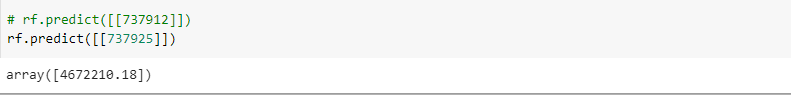 # rf.predict([[737912]])
rf.predict([[737925]])
array([4672210.18])